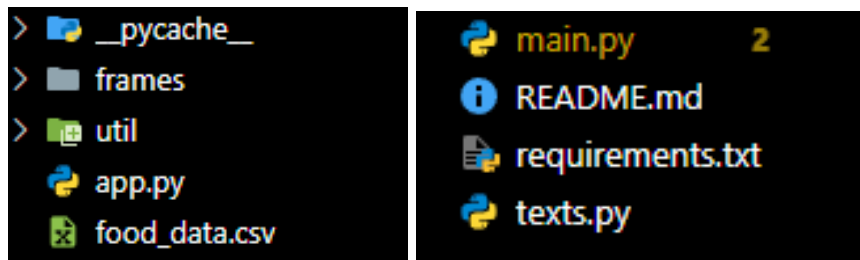 __pycache__
frames
util
app.py
food_data.csv
main.py 2
README.md
requirements.txt
texts.py